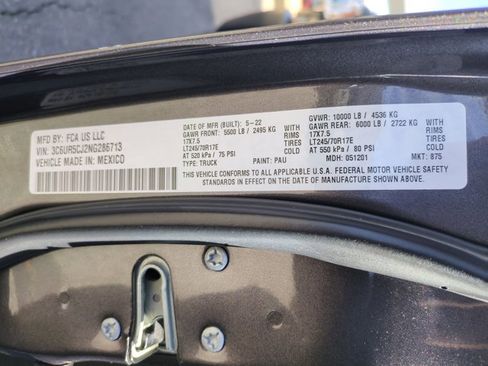 MFD BY: FCA US LLC
VIN: 3C6UR5CJ2NG286713
VEHICLE MADE IN: MEXICO
DATE OF MFR (BUILT): 5-22
GAWR FRONT: 5500 LB / 2495 KG WITH
17X7.5 RIMS
LT245/70R17E TIRES
AT 520 kPa / 75 PSI
TYPE: TRUCK PAINT: PAU
GVWR: 10000 LB / 4536 KG
GAWR REAR: 6000 LB / 2722 KG WITH
17X7.5 RIMS
LT245/70R17E TIRES
AT 550 kPa / 80 PSI
MDH: 051201 MKT: 875
THIS VEHICLE CONFORMS TO ALL APPLICABLE U.S.A. FEDERAL MOTOR VEHICLE SAFETY
STANDARDS IN EFFECT ON THE DATE OF MANUFACTURE SHOWN ABOVE.